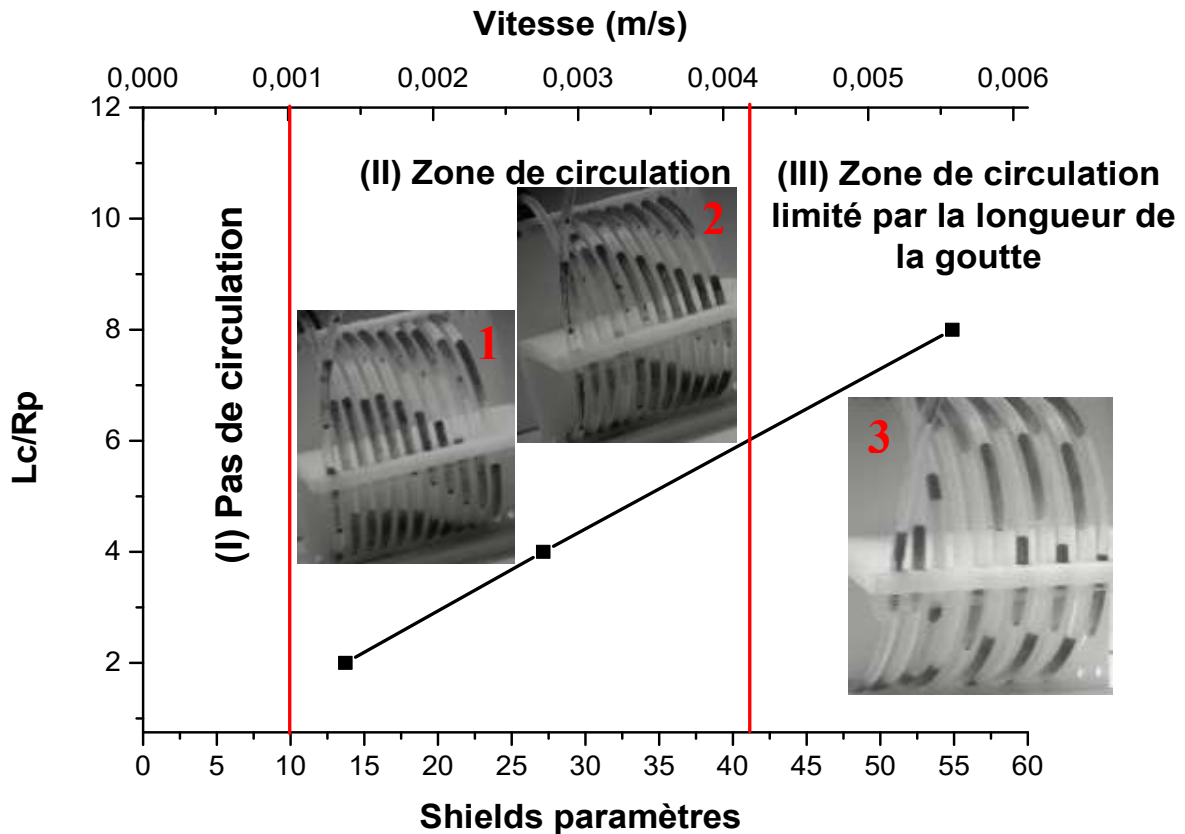 Vitesse (m/s)
0,000 0,001 0,002 0,003 0,004 0,005 0,006
12
10
8
6
4
2
Lc/Rp
(I) Pas de circulation
(II) Zone de circulation
(III) Zone de circulation
limité par la longueur de
la goutte
1
2
3
0 5 10 15 20 25 30 35 40 45 50 55 60
Shields paramètres